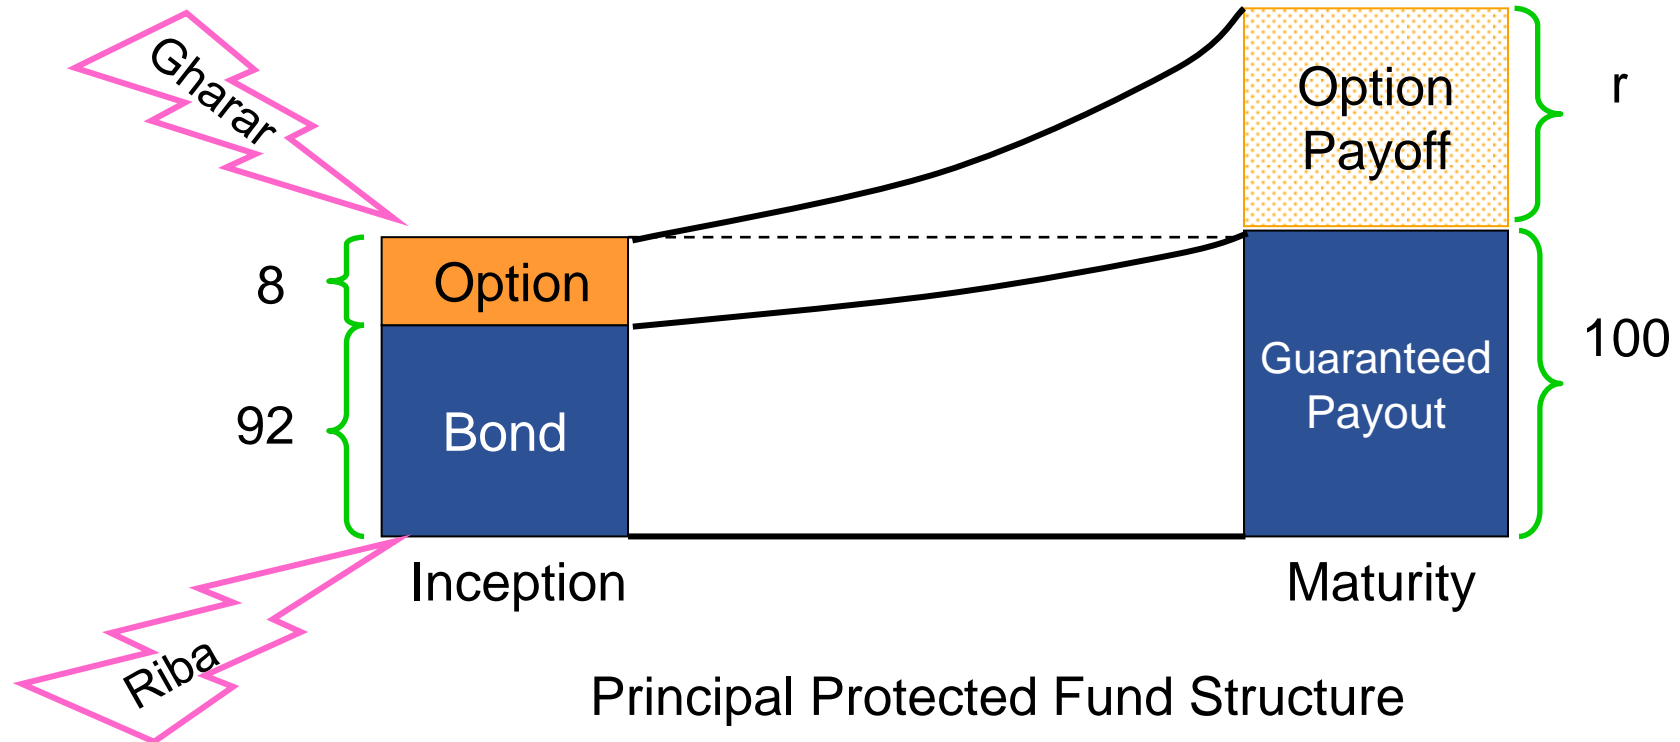 Gharar
Option
Payoff
r
8
Option
Guaranteed
Payout
100
92
Bond
Inception
Maturity
Riba
Principal Protected Fund Structure